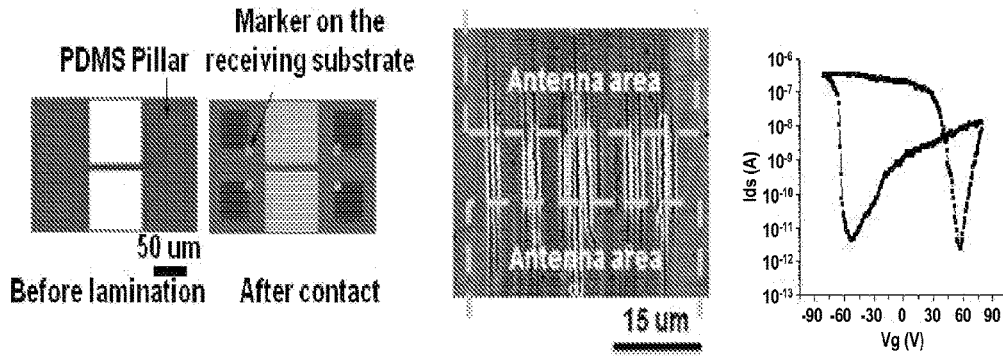 Marker on the
PDMS Pillar receiving substrate
50 um
Before lamination After contact
Antenna area
Antenna area
15 um
Ids (A)
10-6
10-7
10-8
10-9
10-10
10-11
10-12
10-13
-90 -60 -30 0 30 60 90
Vg (V)